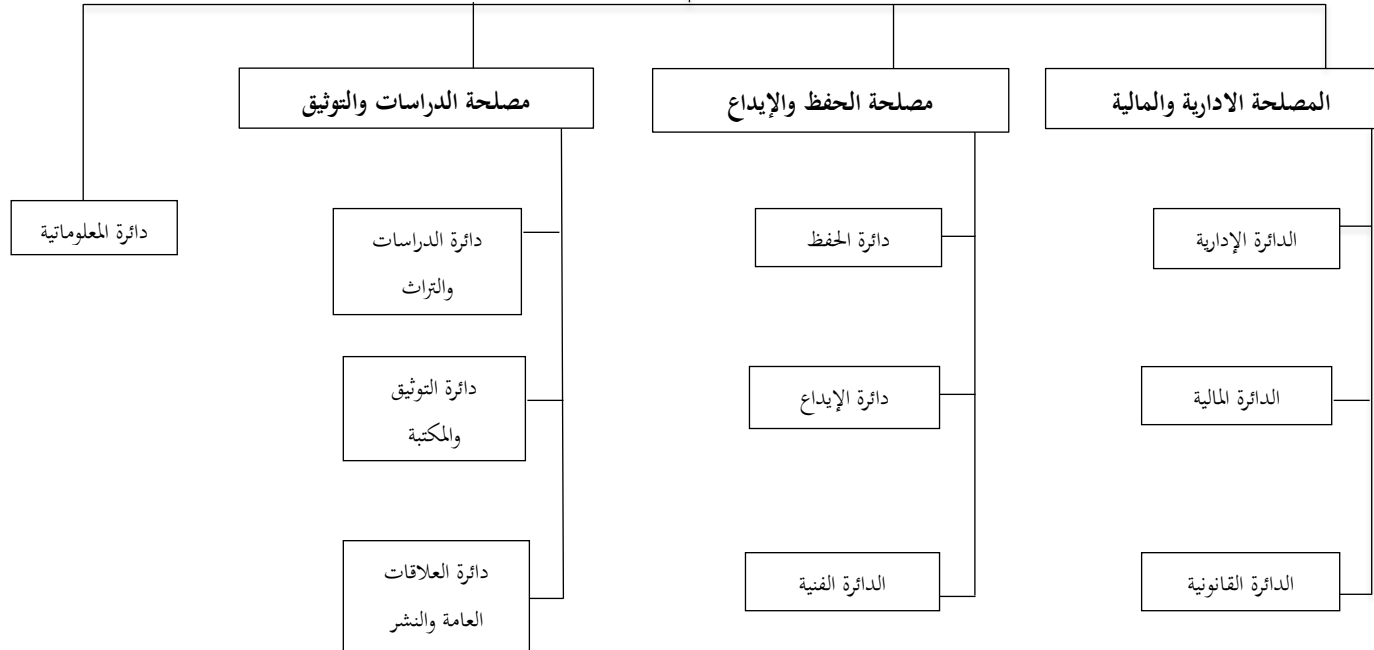 المصلحة الادارية والمالية
مصلحة الحفظ والإيداع
مصلحة الدراسات والتوثيق
الدائرة الإدارية
دائرة الحفظ
دائرة الدراسات
والتراث
دائرة المعلوماتية
الدائرة المالية
دائرة الإيداع
دائرة التوثيق
والمكتبة
الدائرة القانونية
الدائرة الفنية
دائرة العلاقات
العامة والنشر